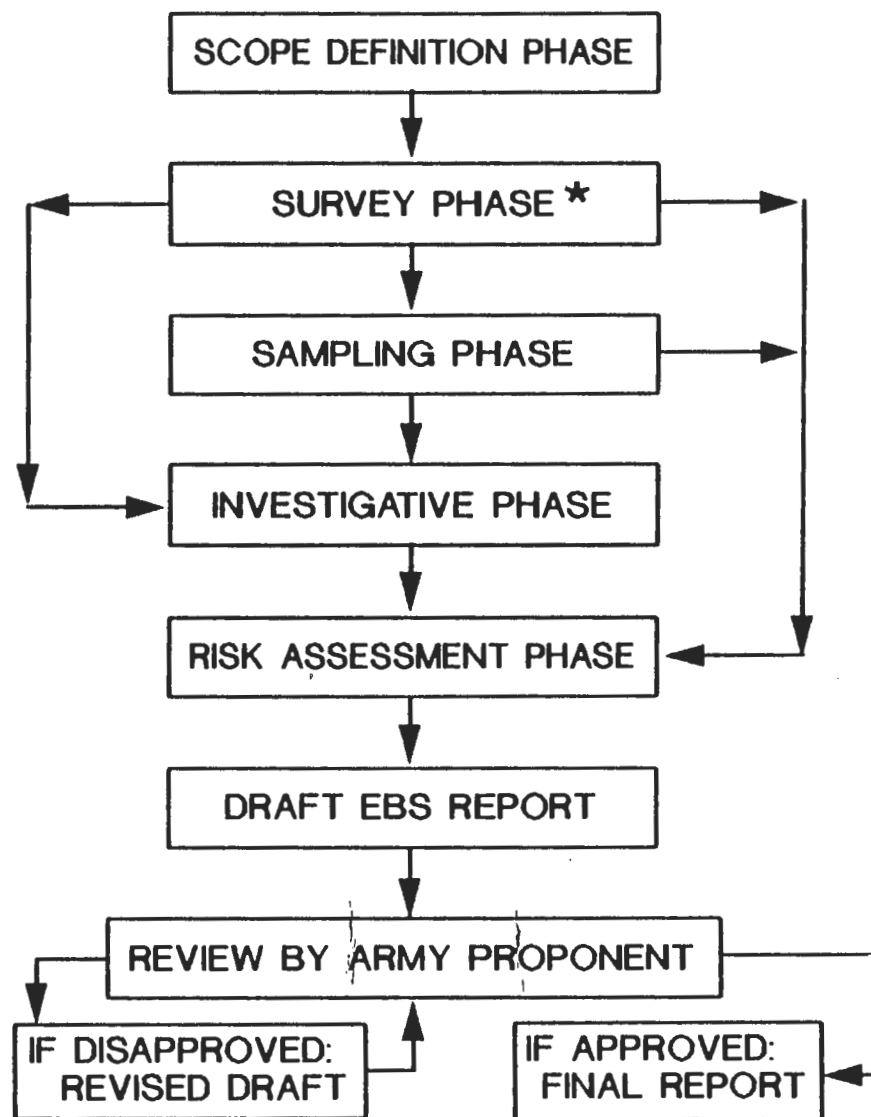 SCOPE DEFINITION PHASE
SURVEY PHASE*
SAMPLING PHASE
INVESTIGATIVE PHASE
RISK ASSESSMENT PHASE
DRAFT EBS REPORT
REVIEW BY ARMY PROPONENT
IF DISAPPROVED:
REVISED DRAFT
IF APPROVED:
FINAL REPORT